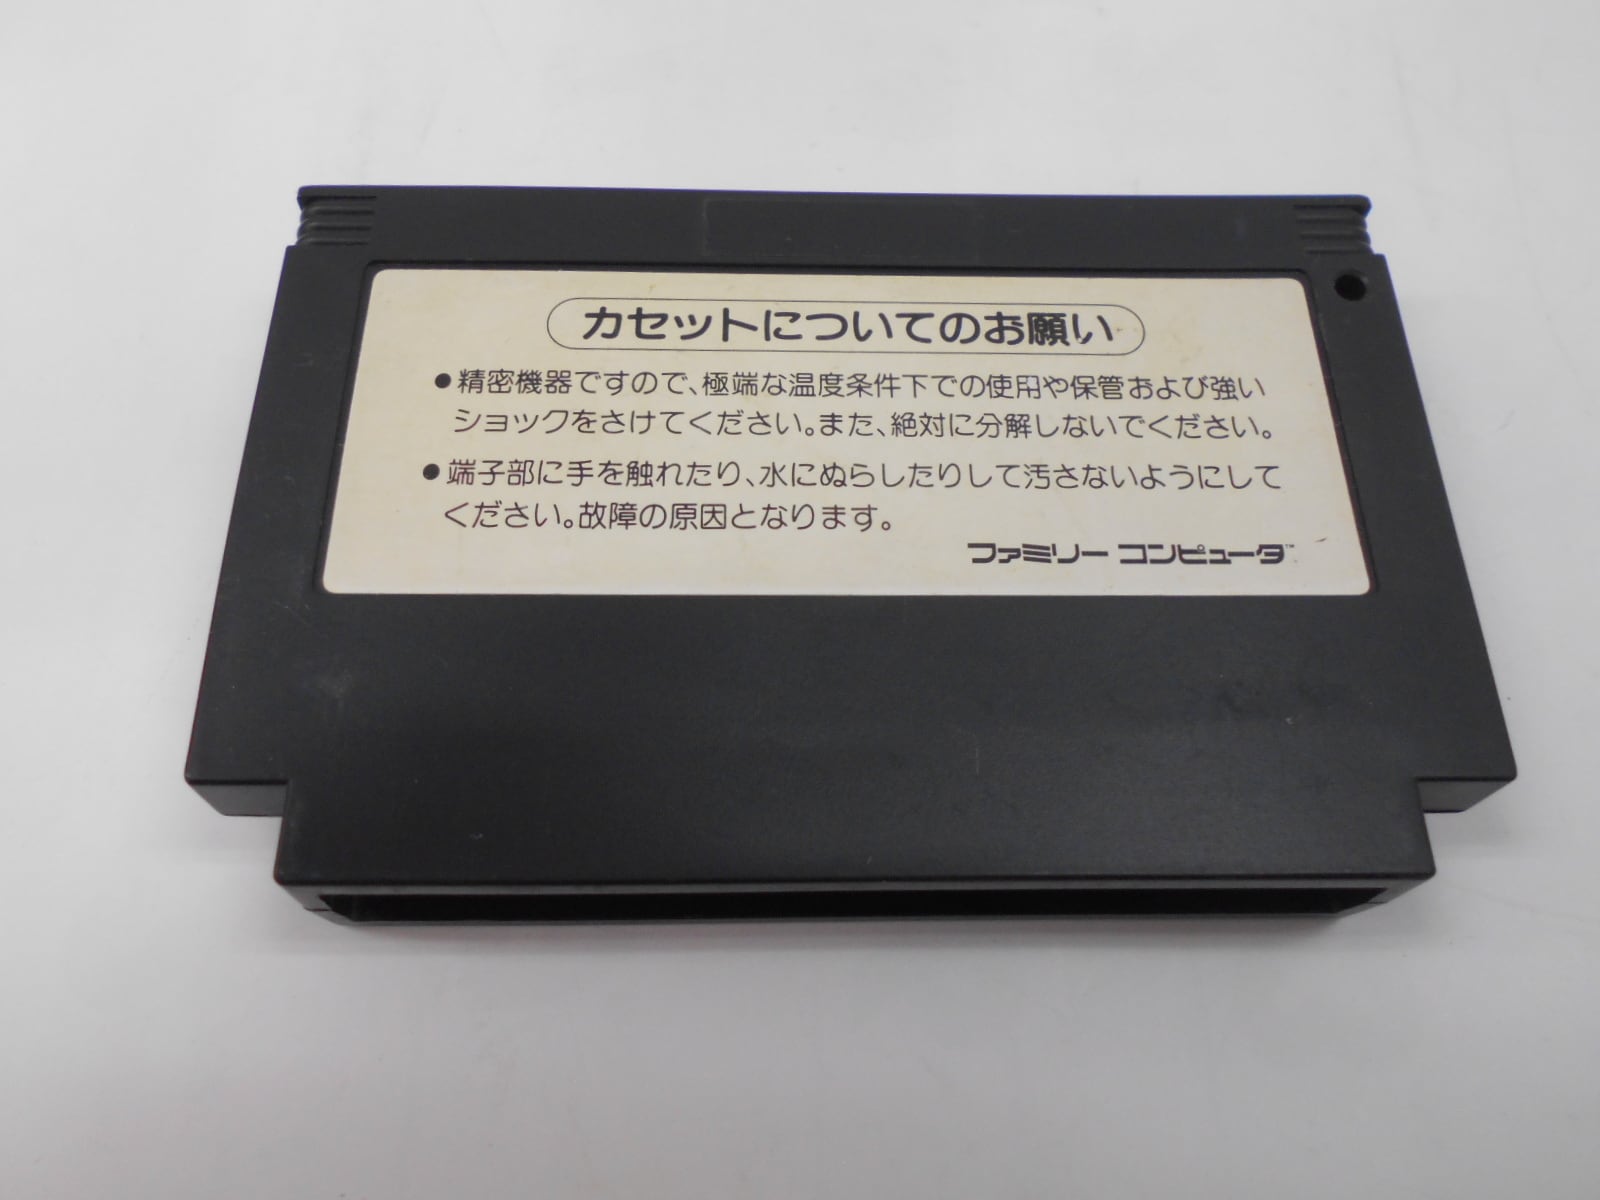 カセットについてのお願い
●精密機器ですので、極端な温度条件下での使用や保管および強い
ショックをさけてください。また、絶対に分解しないでください。
●端子部に手を触れたり、水にぬらしたりして汚さないようにして
ください。故障の原因となります。
ファミリー コンピュータ™